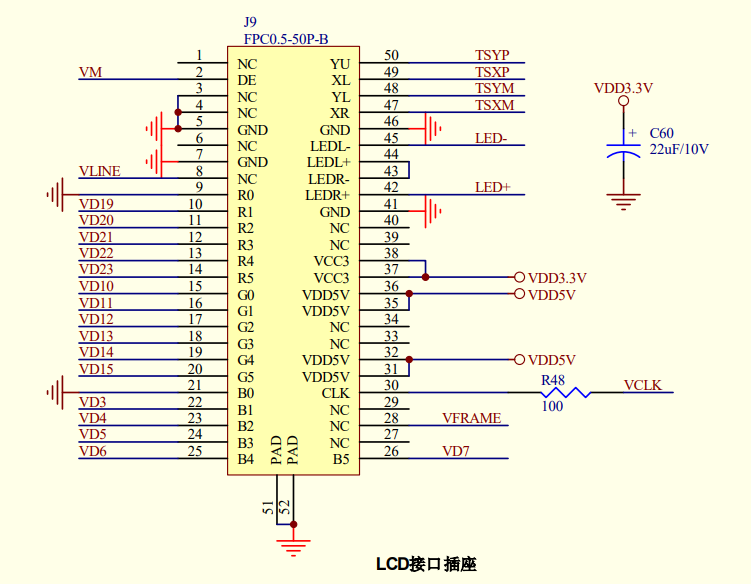 J9
FPC0.5-50P-B
1 NC YU 50 TSYP
VM 2 DE XL 49 TSXP
3 NC YL 48 TSYM
4 NC XR 47 TSXM
5 GND GND 46
6 NC LEDL- 45 LED-
7 GND LEDL+ 44
VLINE 8 NC LEDR- 43
9 R0 LEDR+ 42 LED+
VD19 10 R1 GND 41
VD20 11 R2 NC 40
VD21 12 R3 NC 39
VD22 13 R4 VCC3 38
VD23 14 R5 VCC3 37 VDD3.3V
VD10 15 G0 VDD5V 36 VDD5V
VD11 16 G1 VDD5V 35
VD12 17 G2 NC 34
VD13 18 G3 NC 33
VD14 19 G4 VDD5V 32 VDD5V
VD15 20 G5 VDD5V 31
21 B0 CLK 30 R48 100 VCLK
VD3 22 B1 NC 29
VD4 23 B2 NC 28 VFRAME
VD5 24 B3 NC 27
VD6 25 B4 B5 26 VD7
PAD PAD
51 52
VDD3.3V
+ C60
22uF/10V
LCD接口插座